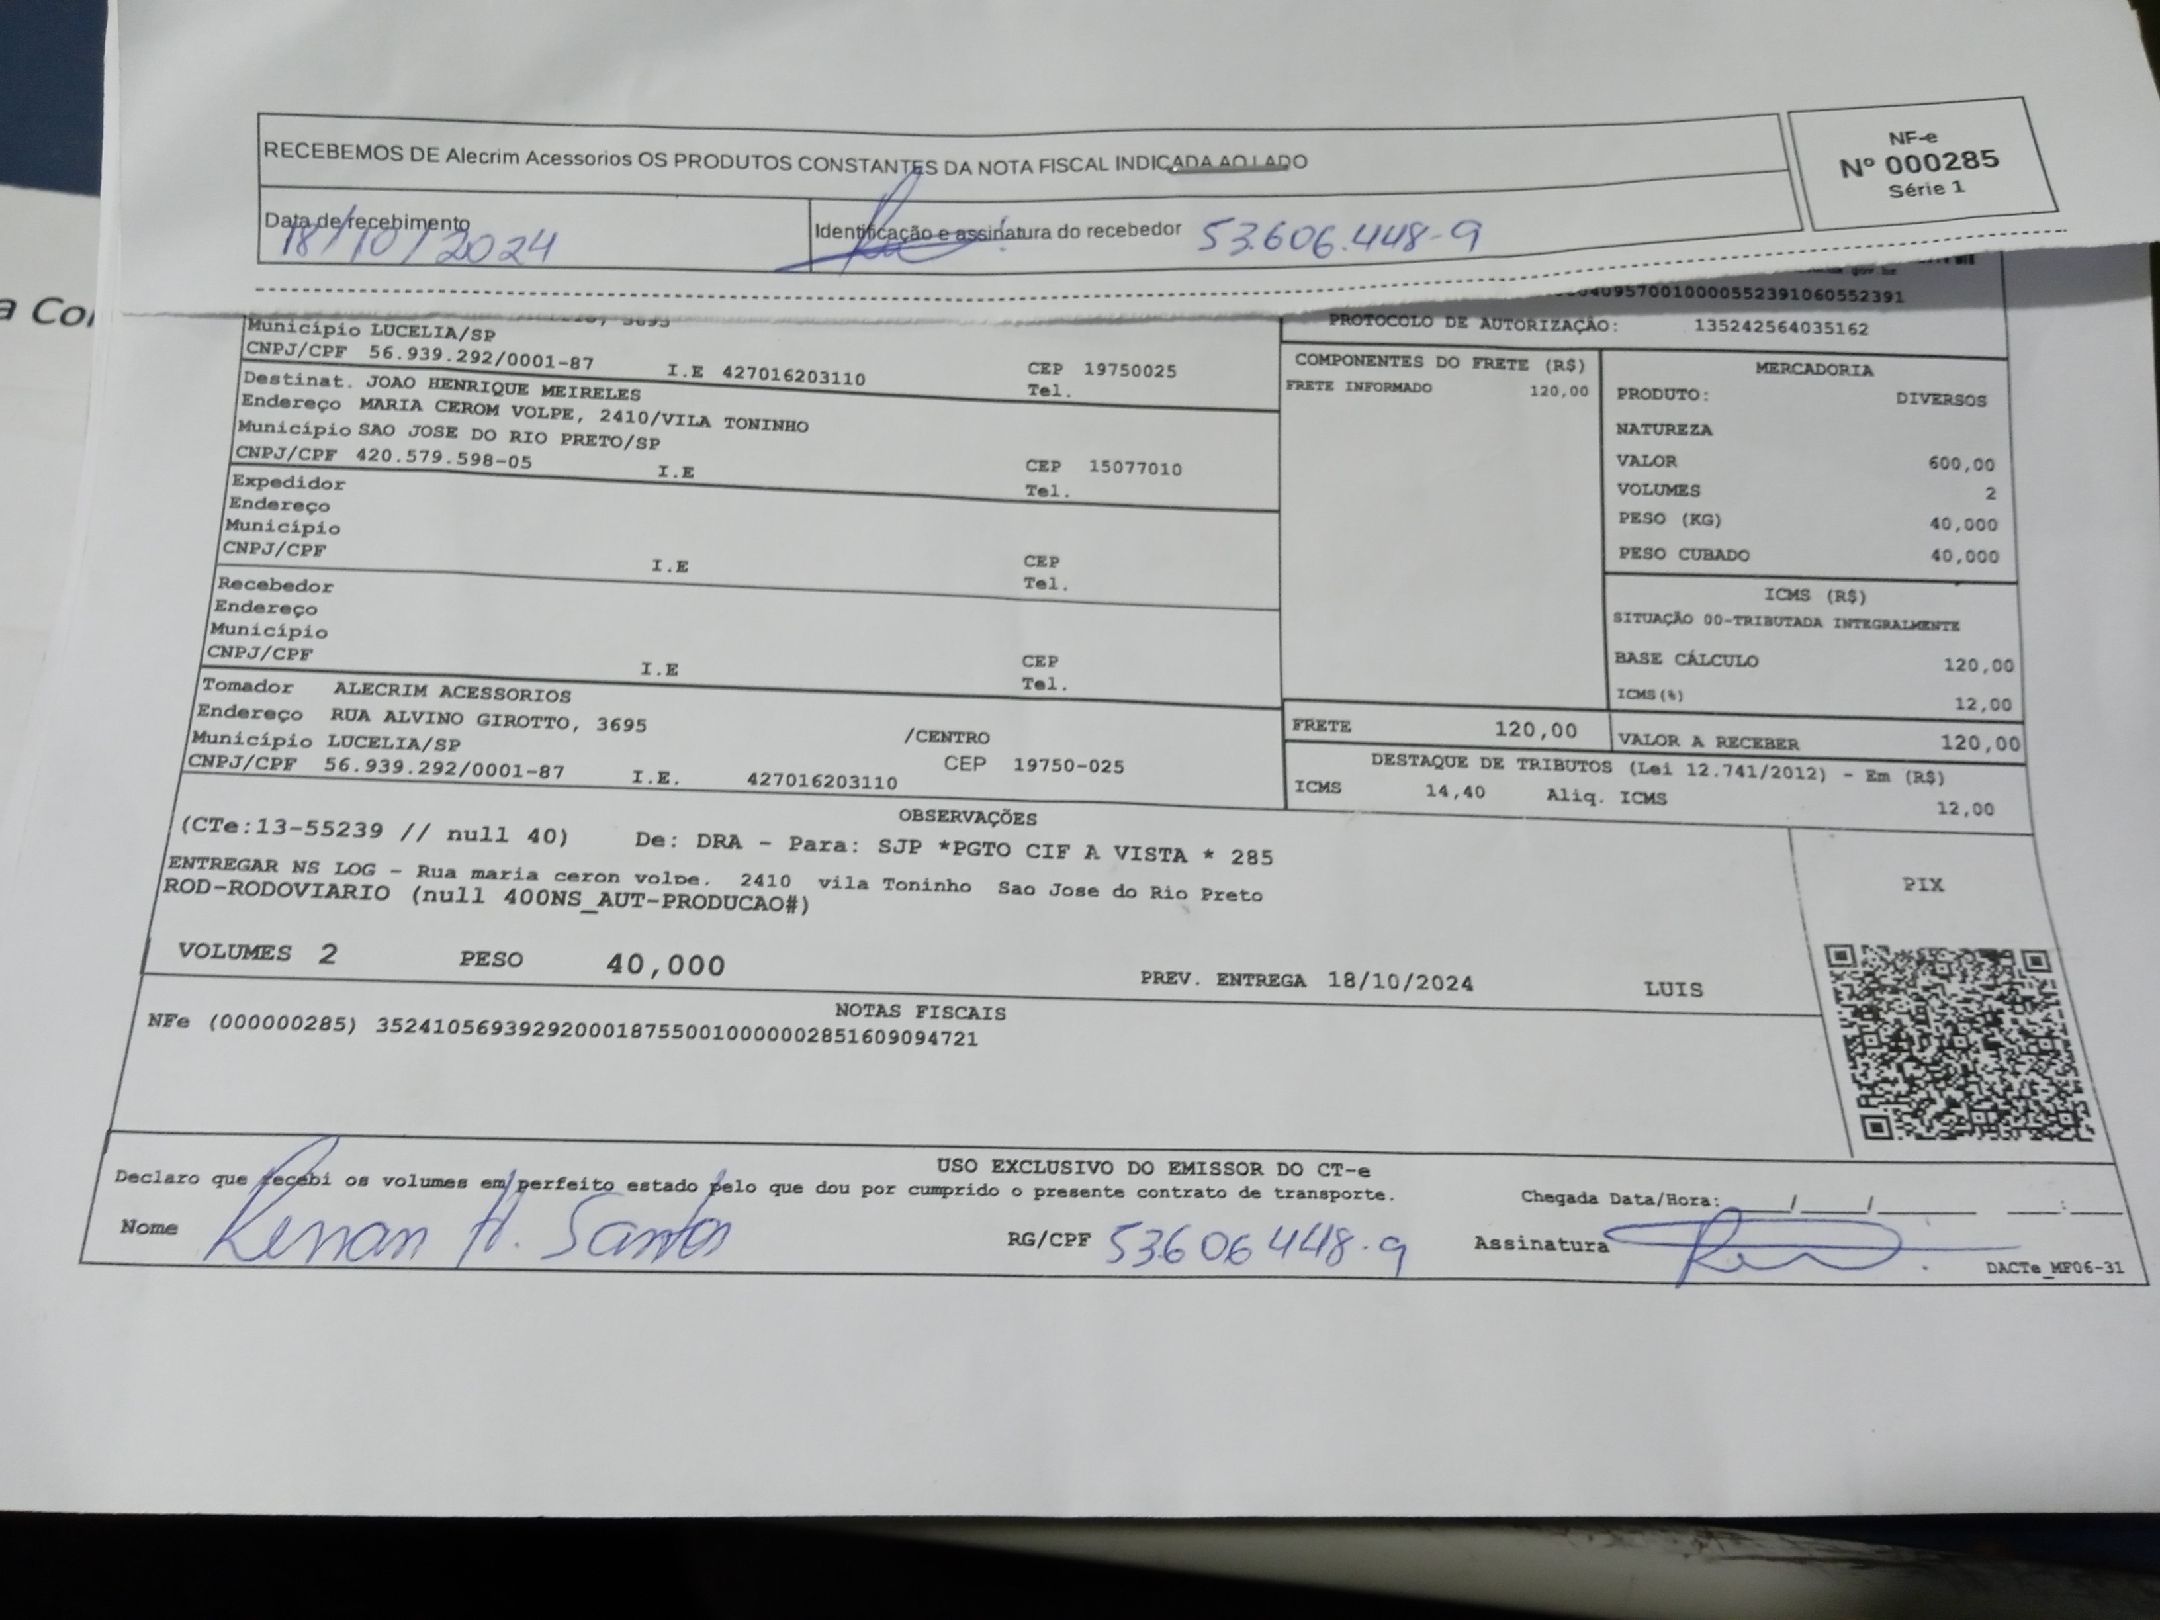 RECEBEMOS DE Alecrim Acessorios OS PRODUTOS CONSTANTES DA NOTA FISCAL INDICADA AO LADO
NF-e
Nº 000285
Série 1
Data de recebimento
18/10/2024
Identificação e assinatura do recebedor 53.606.448-9
a Co
Município LUCELIA/SP
CNPJ/CPF 56.939.292/0001-87 I.E 427016203110 CEP 19750025
Tel.
Destinat. JOAO HENRIQUE MEIRELES
Endereço MARIA CEROM VOLPE, 2410/VILA TONINHO
Município SAO JOSE DO RIO PRETO/SP
CNPJ/CPF 420.579.598-05 I.E CEP 15077010
Tel.
Expedidor
Endereço
Município
CNPJ/CPF I.E CEP
Tel.
Recebedor
Endereço
Município
CNPJ/CPF I.E CEP
Tel.
Tomador ALECRIM ACESSORIOS
Endereço RUA ALVINO GIROTTO, 3695 /CENTRO
Município LUCELIA/SP CEP 19750-025
CNPJ/CPF 56.939.292/0001-87 I.E. 427016203110
4095700100005523910605​52391
PROTOCOLO DE AUTORIZAÇÃO: 135242564035162
COMPONENTES DO FRETE (R$)
FRETE INFORMADO 120,00
MERCADORIA
PRODUTO: DIVERSOS
NATUREZA
VALOR 600,00
VOLUMES 2
PESO (KG) 40,000
PESO CUBADO 40,000
ICMS (R$)
SITUAÇÃO 00-TRIBUTADA INTEGRALMENTE
BASE CÁLCULO 120,00
ICMS(%) 12,00
FRETE 120,00 VALOR A RECEBER 120,00
DESTAQUE DE TRIBUTOS (Lei 12.741/2012) - Em (R$)
ICMS 14,40 Aliq. ICMS 12,00
OBSERVAÇÕES
(CTe:13-55239 // null 40) De: DRA - Para: SJP *PGTO CIF A VISTA * 285
ENTREGAR NS LOG - Rua maria ceron volpe, 2410 vila Toninho Sao Jose do Rio Preto
ROD-RODOVIARIO (null 400NS_AUT-PRODUCAO#)
PIX
VOLUMES 2 PESO 40,000 PREV. ENTREGA 18/10/2024 LUIS
NOTAS FISCAIS
NFe (000000285) 35241056939292000187550010000002851609094721
USO EXCLUSIVO DO EMISSOR DO CT-e
Declaro que recebi os volumes em perfeito estado pelo que dou por cumprido o presente contrato de transporte. Chegada Data/Hora: ____/____/______ ___:___
Nome Renan H. Santos RG/CPF 53606448-9 Assinatura
DACTe_MF06-31